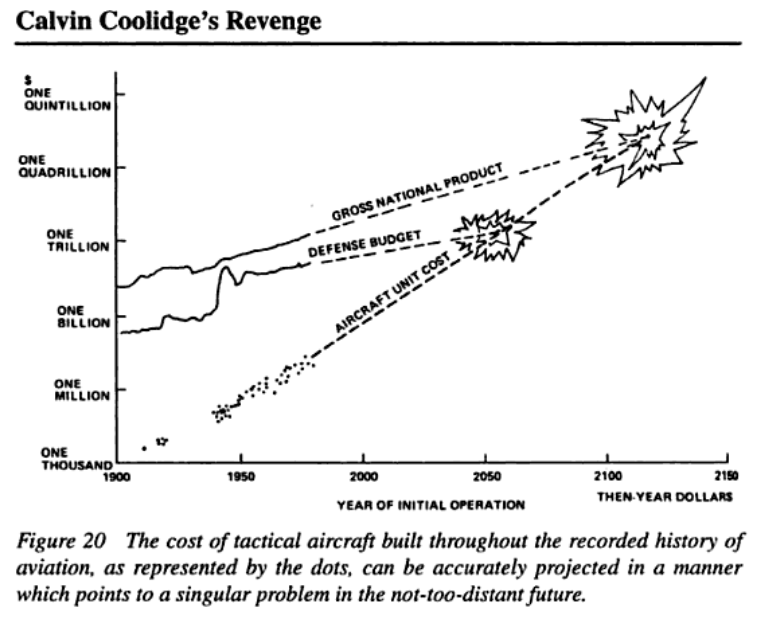 Calvin Coolidge's Revenge
$
ONE
QUINTILLION
ONE
QUADRILLION
ONE
TRILLION
ONE
BILLION
ONE
MILLION
ONE
THOUSAND
GROSS NATIONAL PRODUCT
DEFENSE BUDGET
AIRCRAFT UNIT COST
1900 1950 2000 2050 2100 2150
YEAR OF INITIAL OPERATION
THEN-YEAR DOLLARS
Figure 20 The cost of tactical aircraft built throughout the recorded history of
aviation, as represented by the dots, can be accurately projected in a manner
which points to a singular problem in the not-too-distant future.